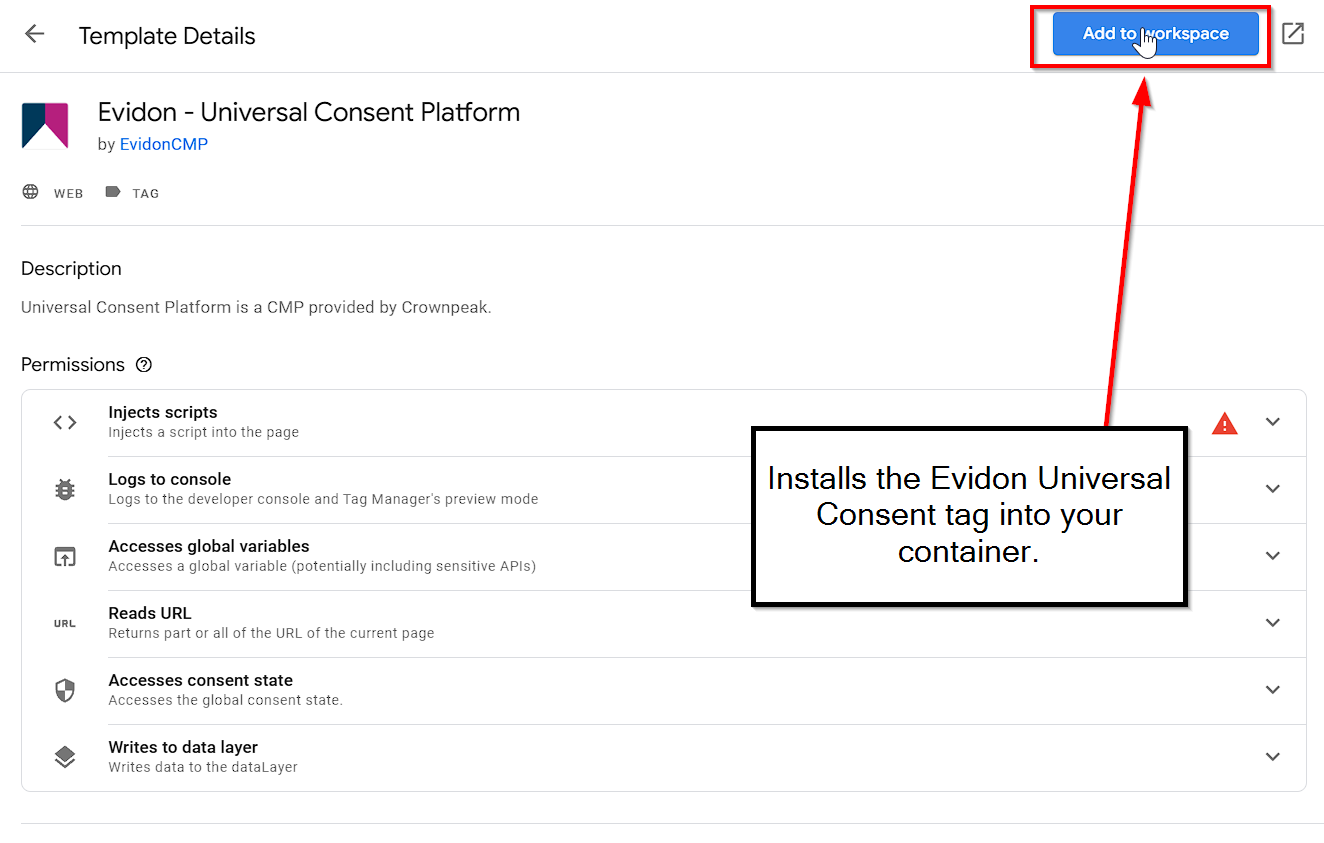 Template Details
Add to workspace
Evidon - Universal Consent Platform
by EvidonCMP
WEB TAG
Description
Universal Consent Platform is a CMP provided by Crownpeak.
Permissions
Injects scripts
Injects a script into the page
Logs to console
Logs to the developer console and Tag Manager's preview mode
Accesses global variables
Accesses a global variable (potentially including sensitive APIs)
URL
Reads URL
Returns part or all of the URL of the current page
Accesses consent state
Accesses the global consent state.
Writes to data layer
Writes data to the dataLayer
Installs the Evidon Universal
Consent tag into your
container.